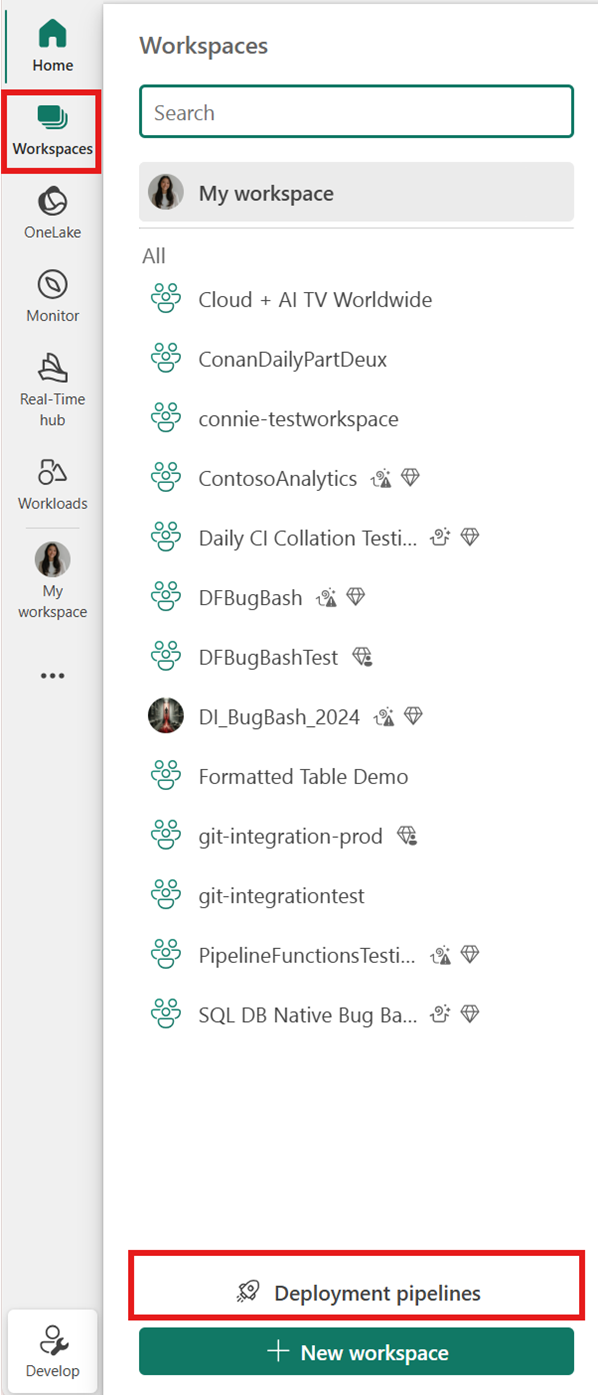 Home
Workspaces
OneLake
Monitor
Real-Time
hub
Workloads
My
workspace
Develop
Workspaces
Search
My workspace
All
Cloud + AI TV Worldwide
ConanDailyPartDeux
connie-testworkspace
ContosoAnalytics
Daily CI Collation Testi...
DFBugBash
DFBugBashTest
DI_BugBash_2024
Formatted Table Demo
git-integration-prod
git-integrationtest
PipelineFunctionsTesti...
SQL DB Native Bug Ba...
Deployment pipelines
New workspace